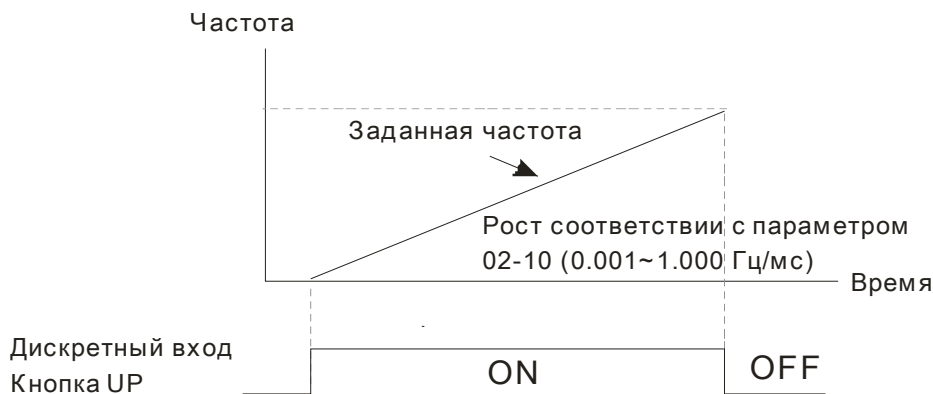 Частота
Заданная частота
Рост соответствии с параметром
02-10 (0.001~1.000 Гц/мс)
Время
Дискретный вход
Кнопка UP
ON
OFF